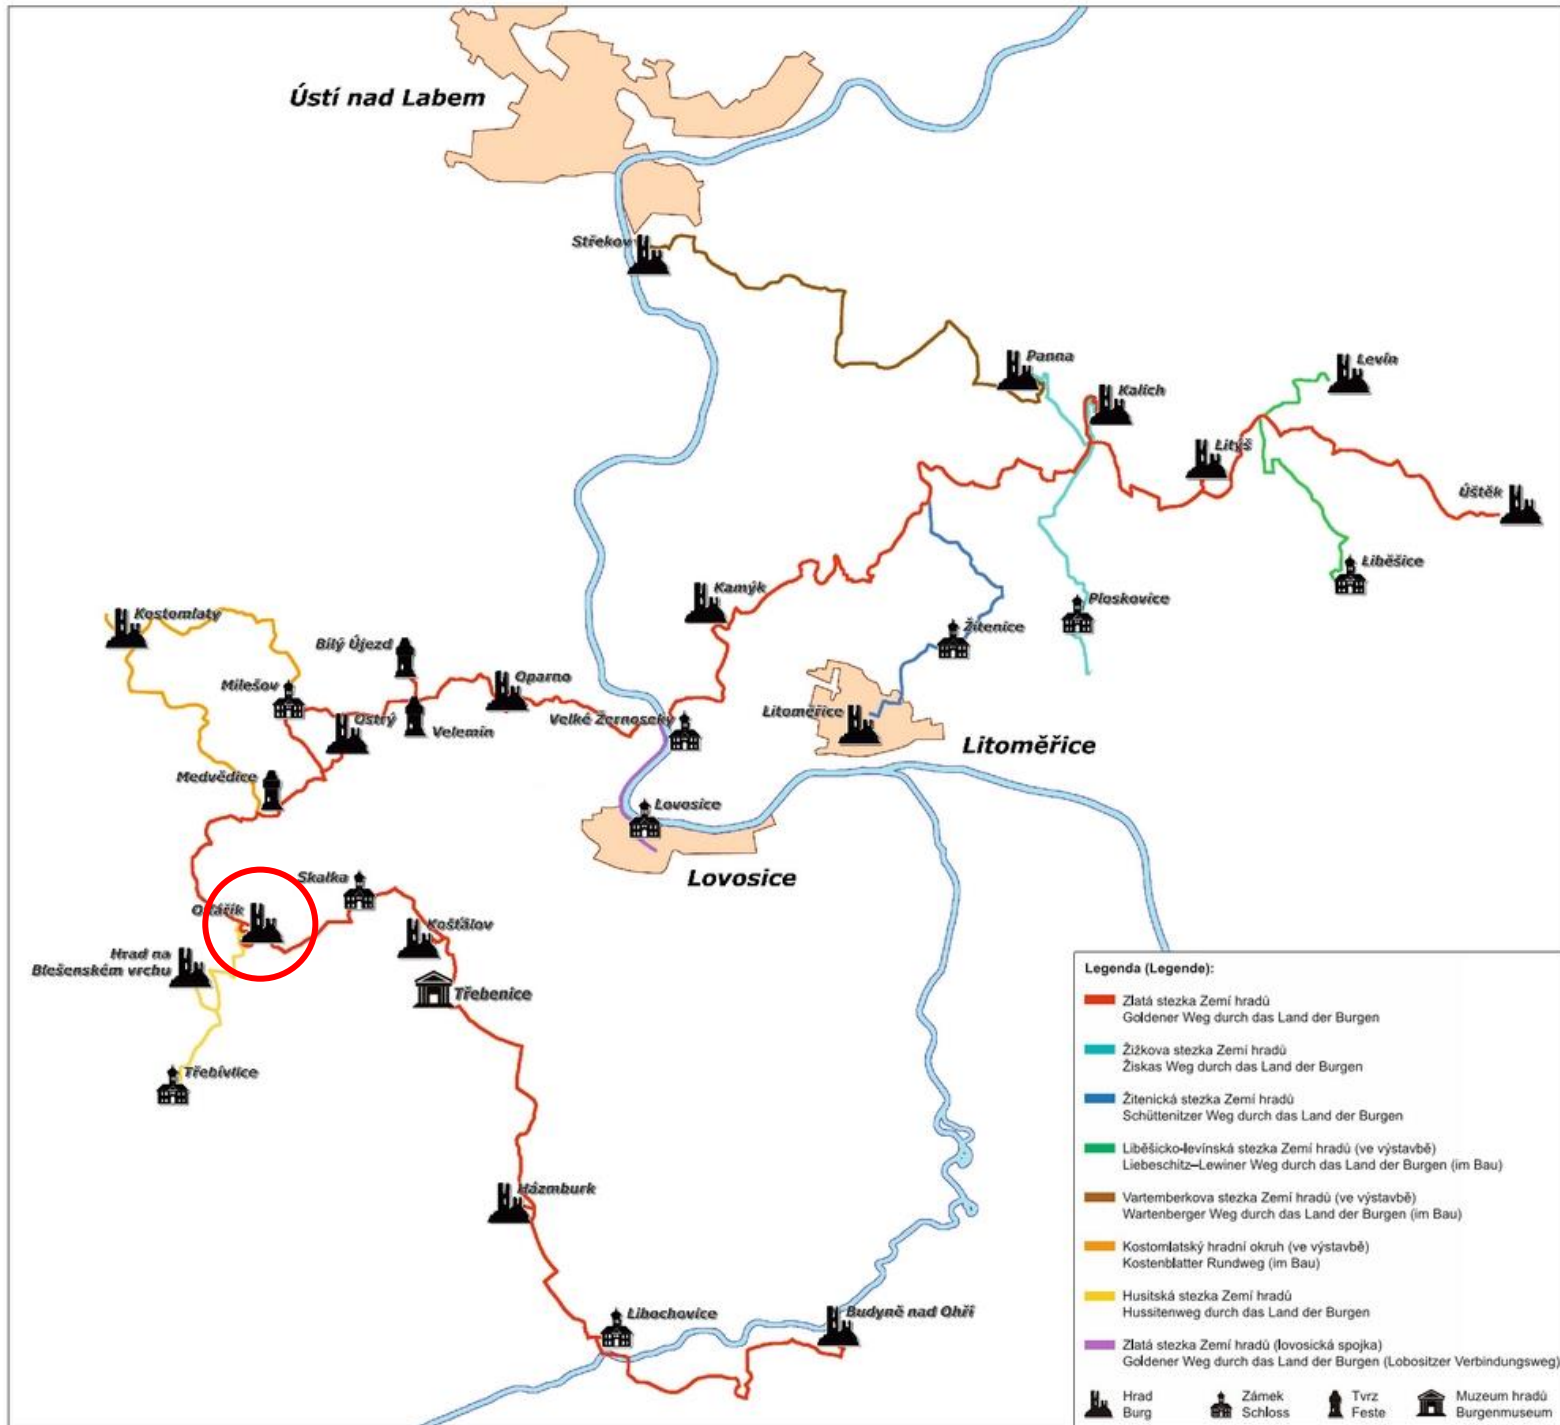 Ústí nad Labem
Střekov
Panna
Levín
Kalich
Litýš
Úštěk
Liběšice
Kamýk
Ploskovice
Kostomlaty
Žitenice
Bílý Újezd
Oparno
Milešov
Ostrý
Velemín
Velké Žernoseky
Litoměřice
Litoměřice
Medvědice
Lovosice
Lovosice
Skalka
Oltářík
Košťálov
Hrad na
Blešenském vrchu
Třebenice
Třebívlice
Házmburk
Libochovice
Budyně nad Ohří
Legenda (Legende):
Zlatá stezka Zemí hradů
Goldener Weg durch das Land der Burgen
Žižkova stezka Zemí hradů
Žiskas Weg durch das Land der Burgen
Žitenická stezka Zemí hradů
Schüttenitzer Weg durch das Land der Burgen
Liběšicko-levínská stezka Zemí hradů (ve výstavbě)
Liebeschitz–Lewiner Weg durch das Land der Burgen (im Bau)
Vartemberkova stezka Zemí hradů (ve výstavbě)
Wartenberger Weg durch das Land der Burgen (im Bau)
Kostomlatský hradní okruh (ve výstavbě)
Kostenblatter Rundweg (im Bau)
Husitská stezka Zemí hradů
Hussitenweg durch das Land der Burgen
Zlatá stezka Zemí hradů (lovosická spojka)
Goldener Weg durch das Land der Burgen (Lobositzer Verbindungsweg)
Hrad
Burg
Zámek
Schloss
Tvrz
Feste
Muzeum hradů
Burgenmuseum